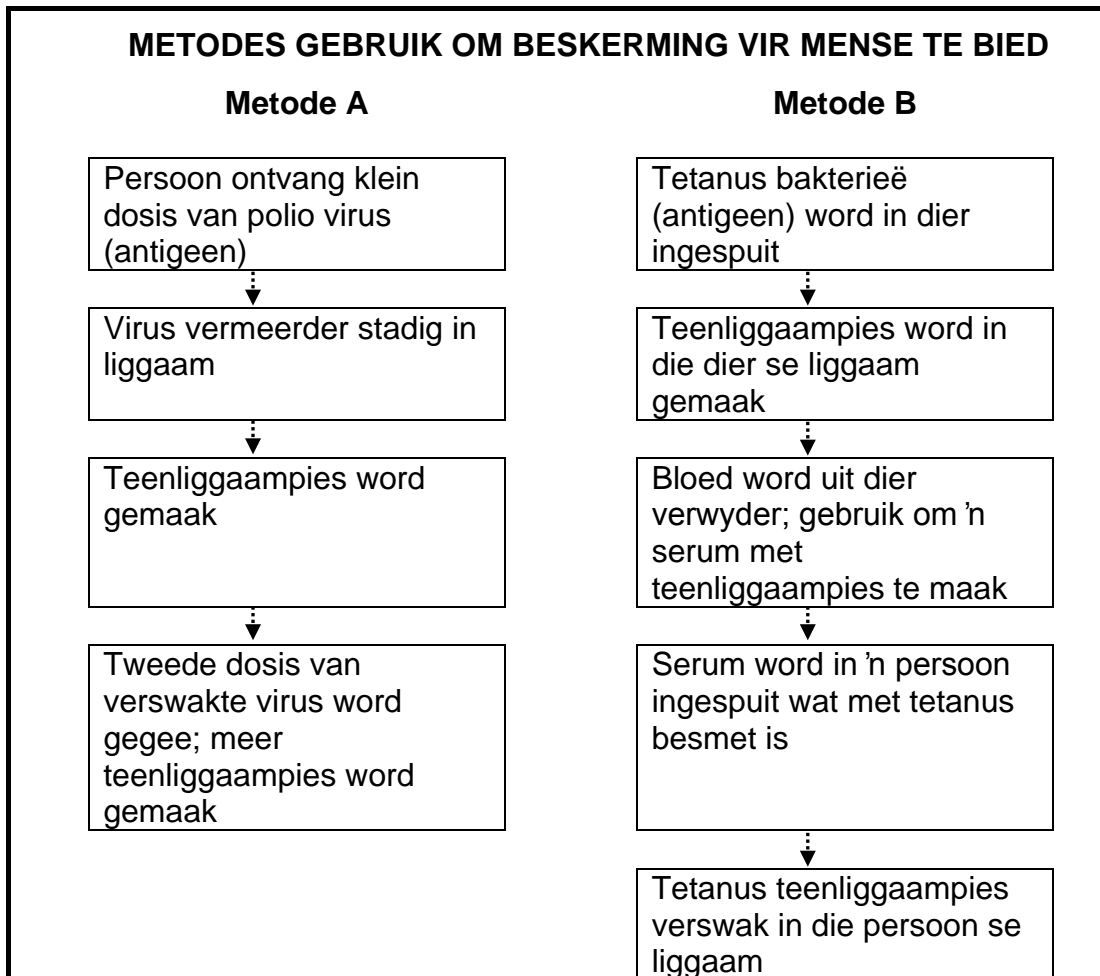 METODES GEBRUIK OM BESKERMING VIR MENSE TE BIED
Metode A
Persoon ontvang klein
dosis van polio virus
(antigeen)
Virus vermeerder stadig in
liggaam
Teenliggaampies word
gemaak
Tweede dosis van
verswakte virus word
gegee; meer
teenliggaampies word
gemaak
Metode B
Tetanus bakterieë
(antigeen) word in dier
ingespuit
Teenliggaampies word in
die dier se liggaam
gemaak
Bloed word uit dier
verwyder; gebruik om ’n
serum met
teenliggaampies te maak
Serum word in ’n persoon
ingespuit wat met tetanus
besmet is
Tetanus teenliggaampies
verswak in die persoon se
liggaam